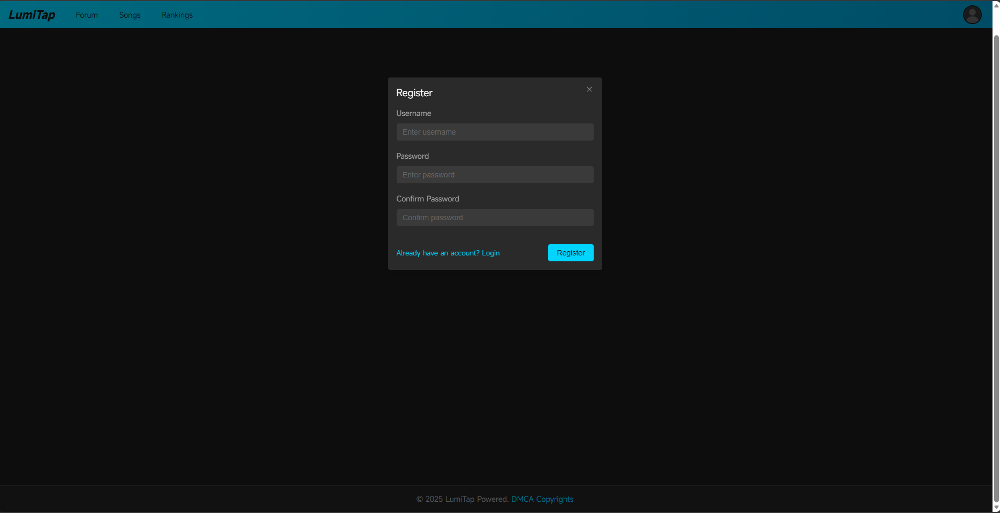 LumiTap Forum Songs Rankings
Register
Username
Enter username
Password
Enter password
Confirm Password
Confirm password
Already have an account? Login Register
© 2025 LumiTap Powered. DMCA Copyrights